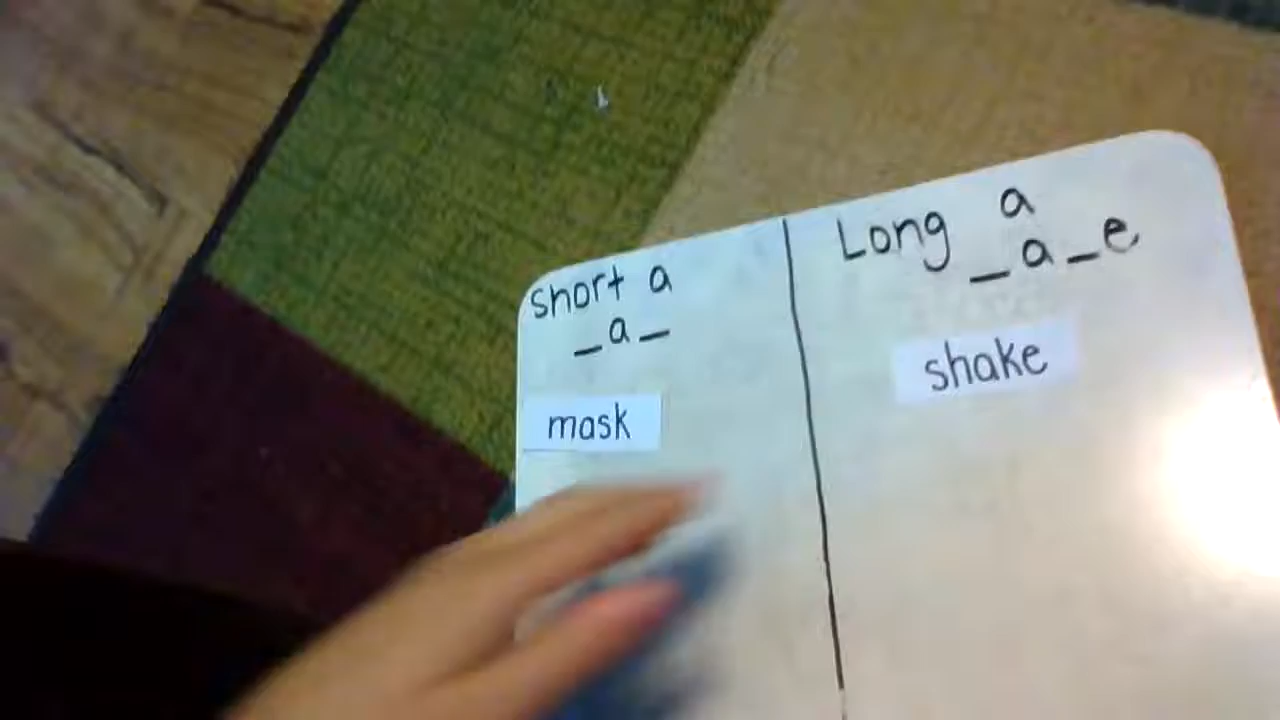 short a
_a_
mask
Long a
_a_e
shake